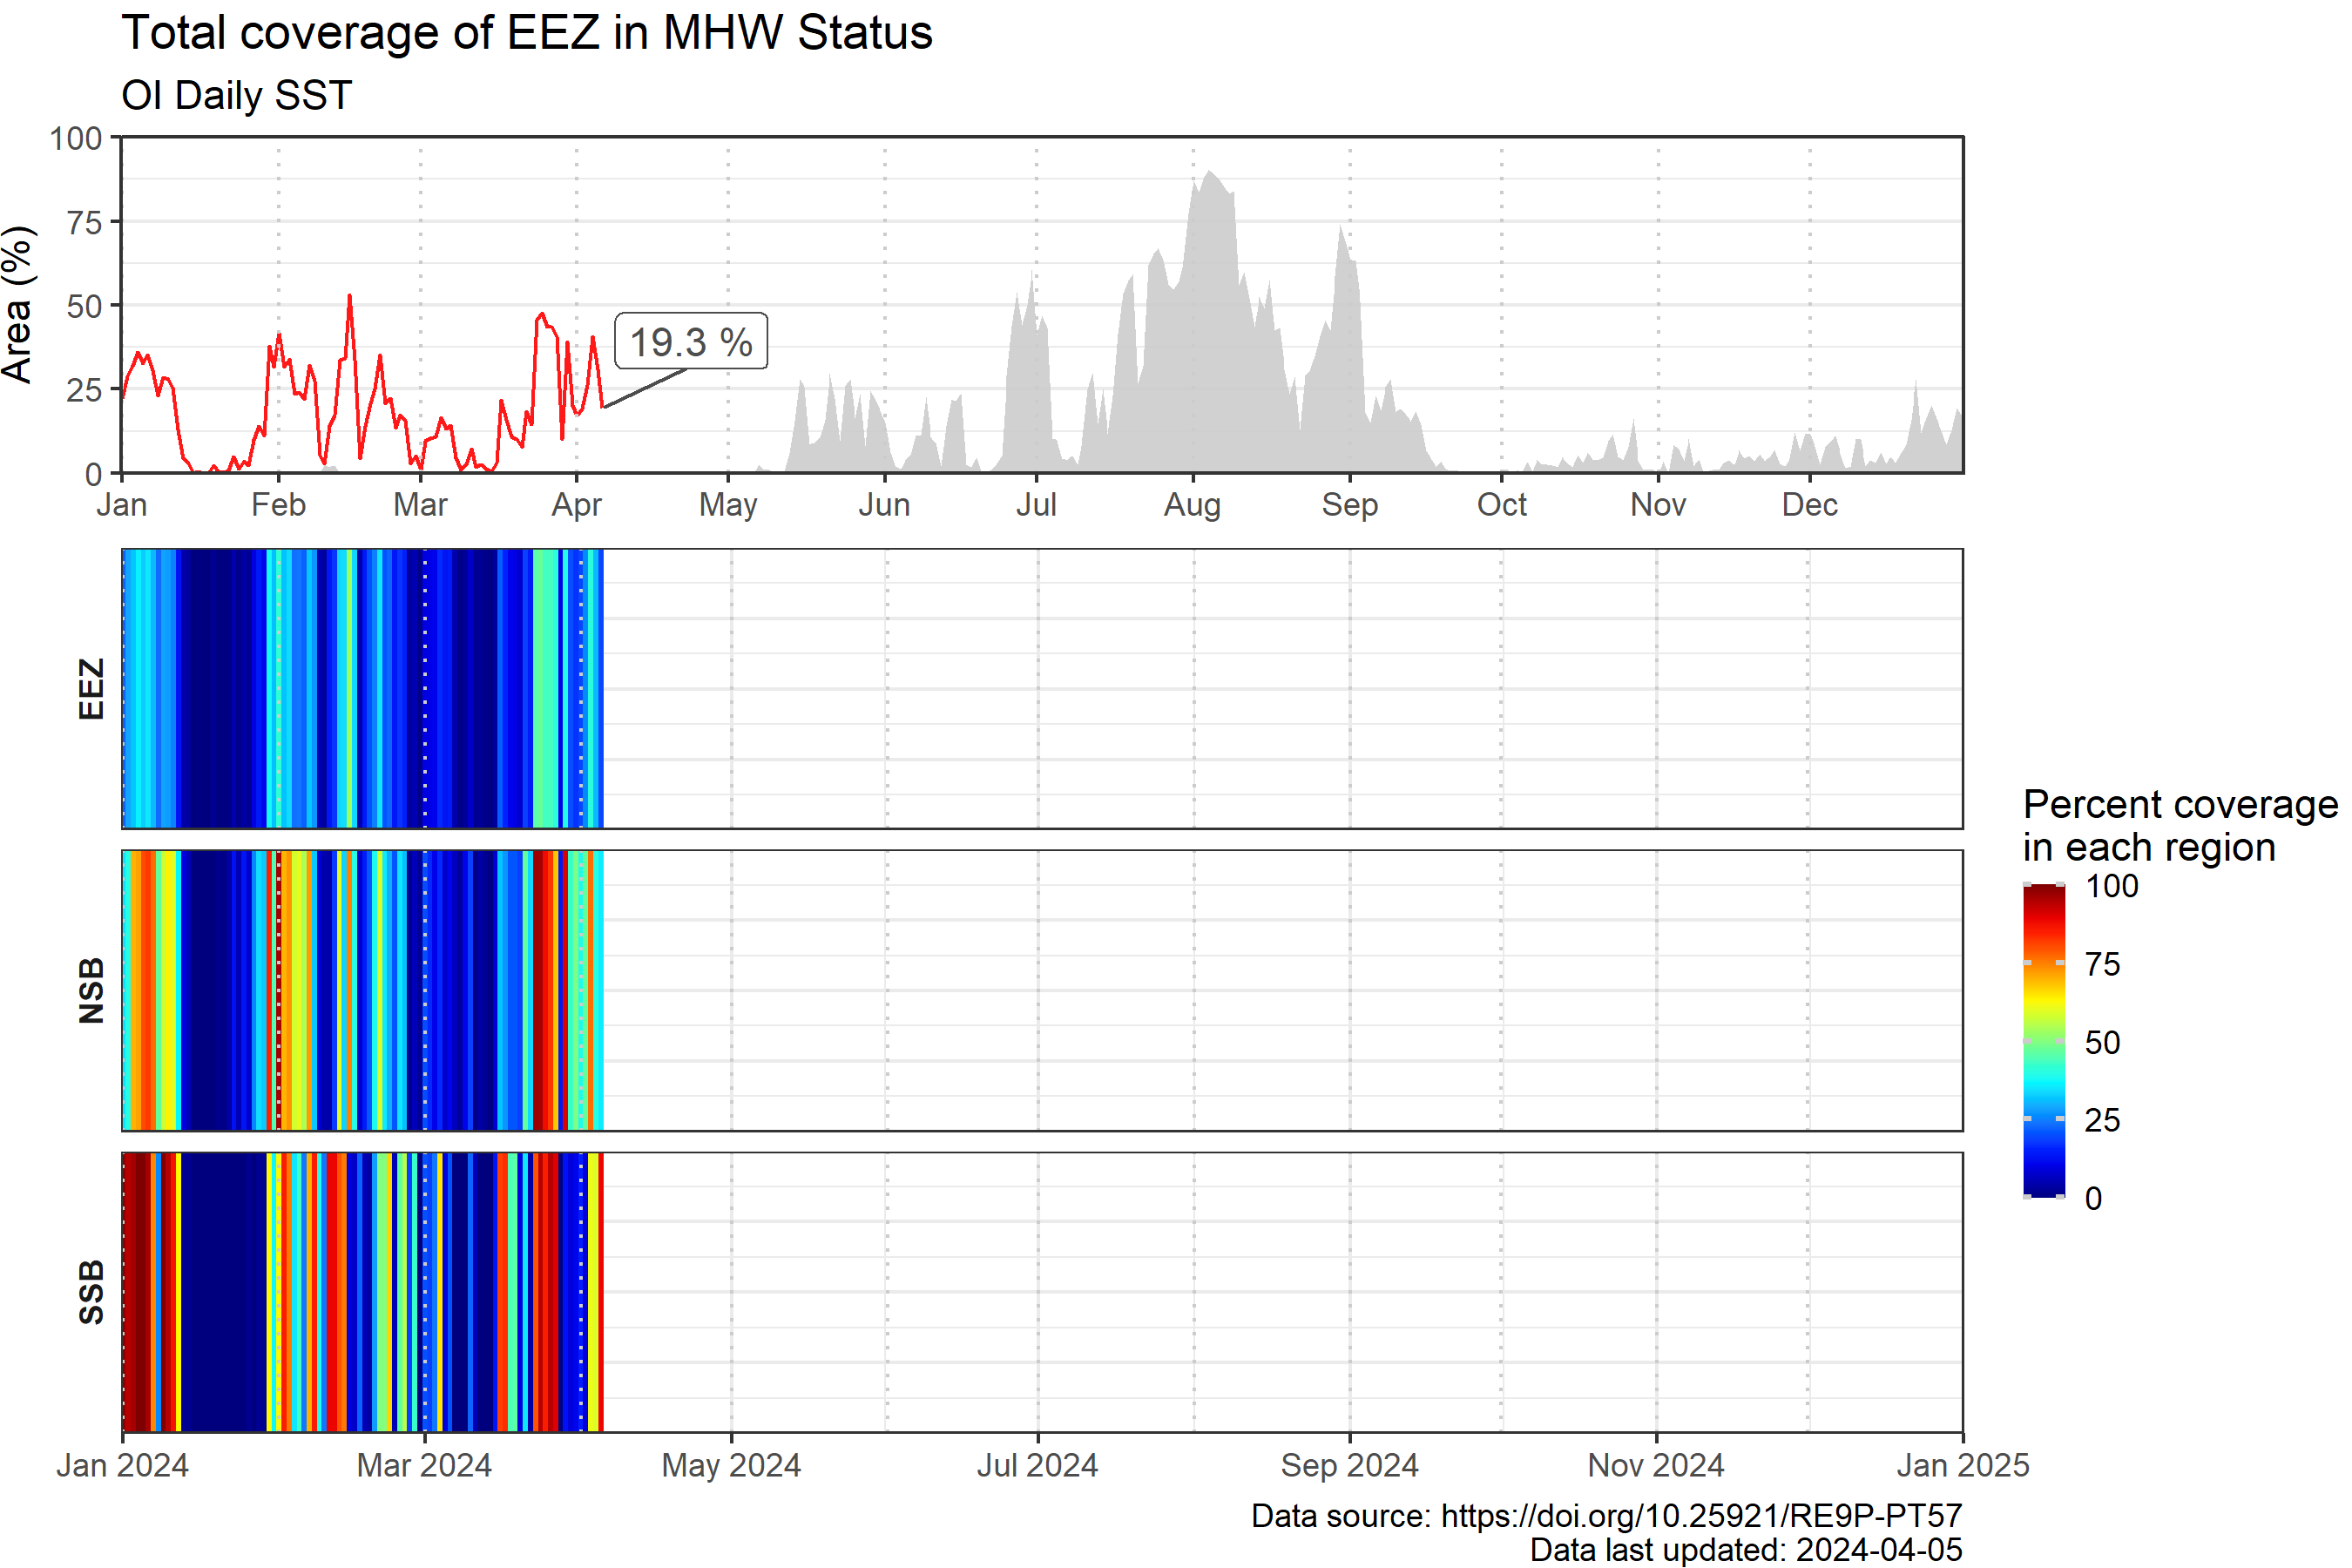 Total coverage of EEZ in MHW Status
OI Daily SST
Area (%)
100
75
50
25
0
19.3 %
Jan Feb Mar Apr May Jun Jul Aug Sep Oct Nov Dec
EEZ
NSB
SSB
Percent coverage
in each region
100
75
50
25
0
Jan 2024 Mar 2024 May 2024 Jul 2024 Sep 2024 Nov 2024 Jan 2025
Data source: https://doi.org/10.25921/RE9P-PT57
Data last updated: 2024-04-05